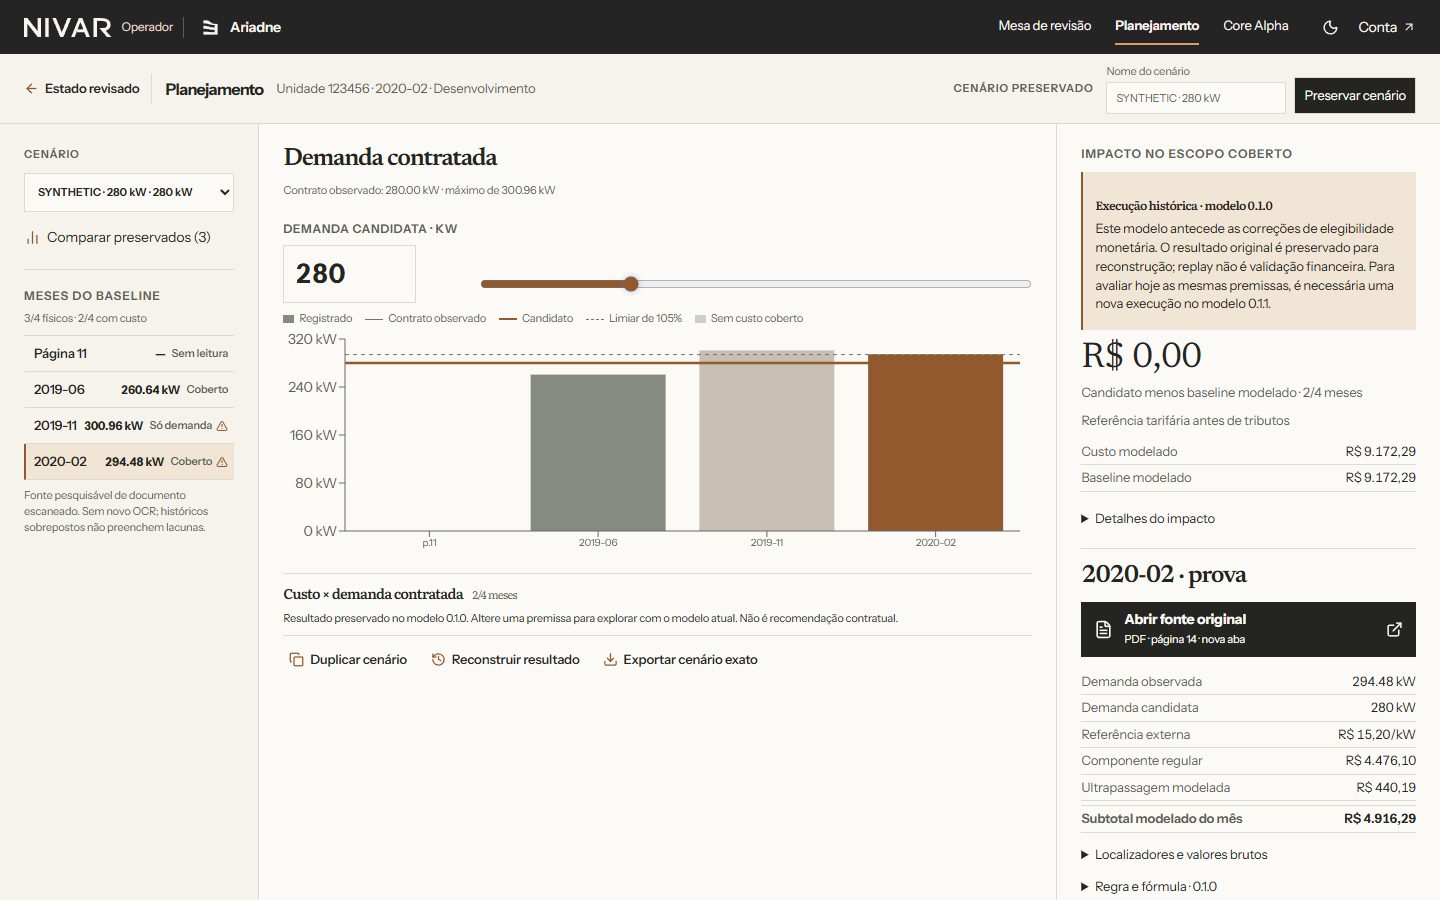 NIVAR Operador Ariadne Mesa de revisão Planejamento Core Alpha Conta
Estado revisado Planejamento Unidade 123456 · 2020-02 · Desenvolvimento CENÁRIO PRESERVADO
Nome do cenário
SYNTHETIC · 280 kW
Preservar cenário
CENÁRIO
SYNTHETIC · 280 kW · 280 kW
Comparar preservados (3)
MESES DO BASELINE
3/4 físicos · 2/4 com custo
Página 11 — Sem leitura
2019-06 260.64 kW Coberto
2019-11 300.96 kW Só demanda
2020-02 294.48 kW Coberto
Fonte pesquisável de documento
escaneado. Sem novo OCR; históricos
sobrepostos não preenchem lacunas.
Demanda contratada
Contrato observado: 280.00 kW · máximo de 300.96 kW
DEMANDA CANDIDATA · KW
280
Registrado Contrato observado Candidato Limiar de 105% Sem custo coberto
320 kW
240 kW
160 kW
80 kW
0 kW
p.11 2019-06 2019-11 2020-02
Custo × demanda contratada 2/4 meses
Resultado preservado no modelo 0.1.0. Altere uma premissa para explorar com o modelo atual. Não é recomendação contratual.
Duplicar cenário Reconstruir resultado Exportar cenário exato
IMPACTO NO ESCOPO COBERTO
Execução histórica · modelo 0.1.0
Este modelo antecede as correções de elegibilidade
monetária. O resultado original é preservado para
reconstrução; replay não é validação financeira. Para
avaliar hoje as mesmas premissas, é necessária uma
nova execução no modelo 0.1.1.
R$ 0,00
Candidato menos baseline modelado · 2/4 meses
Referência tarifária antes de tributos
Custo modelado R$ 9.172,29
Baseline modelado R$ 9.172,29
Detalhes do impacto
2020-02 · prova
Abrir fonte original
PDF · página 14 · nova aba
Demanda observada 294.48 kW
Demanda candidata 280 kW
Referência externa R$ 15,20/kW
Componente regular R$ 4.476,10
Ultrapassagem modelada R$ 440,19
Subtotal modelado do mês R$ 4.916,29
Localizadores e valores brutos
Regra e fórmula · 0.1.0